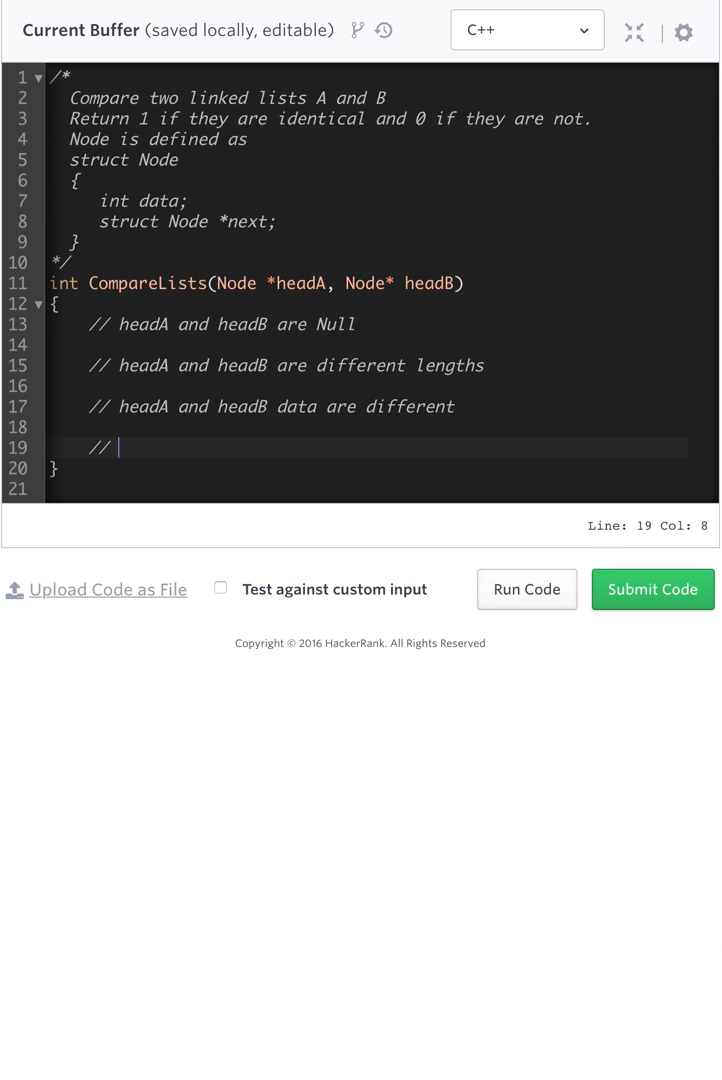 Current Buffer (saved locally, editable) C++
1 /*
2 Compare two linked lists A and B
3 Return 1 if they are identical and 0 if they are not.
4 Node is defined as
5 struct Node
6 {
7 int data;
8 struct Node *next;
9 }
10 */
11 int CompareLists(Node *headA, Node* headB)
12 {
13 // headA and headB are Null
14
15 // headA and headB are different lengths
16
17 // headA and headB data are different
18
19 //
20 }
21
Line: 19 Col: 8
Upload Code as File Test against custom input Run Code Submit Code
Copyright © 2016 HackerRank. All Rights Reserved